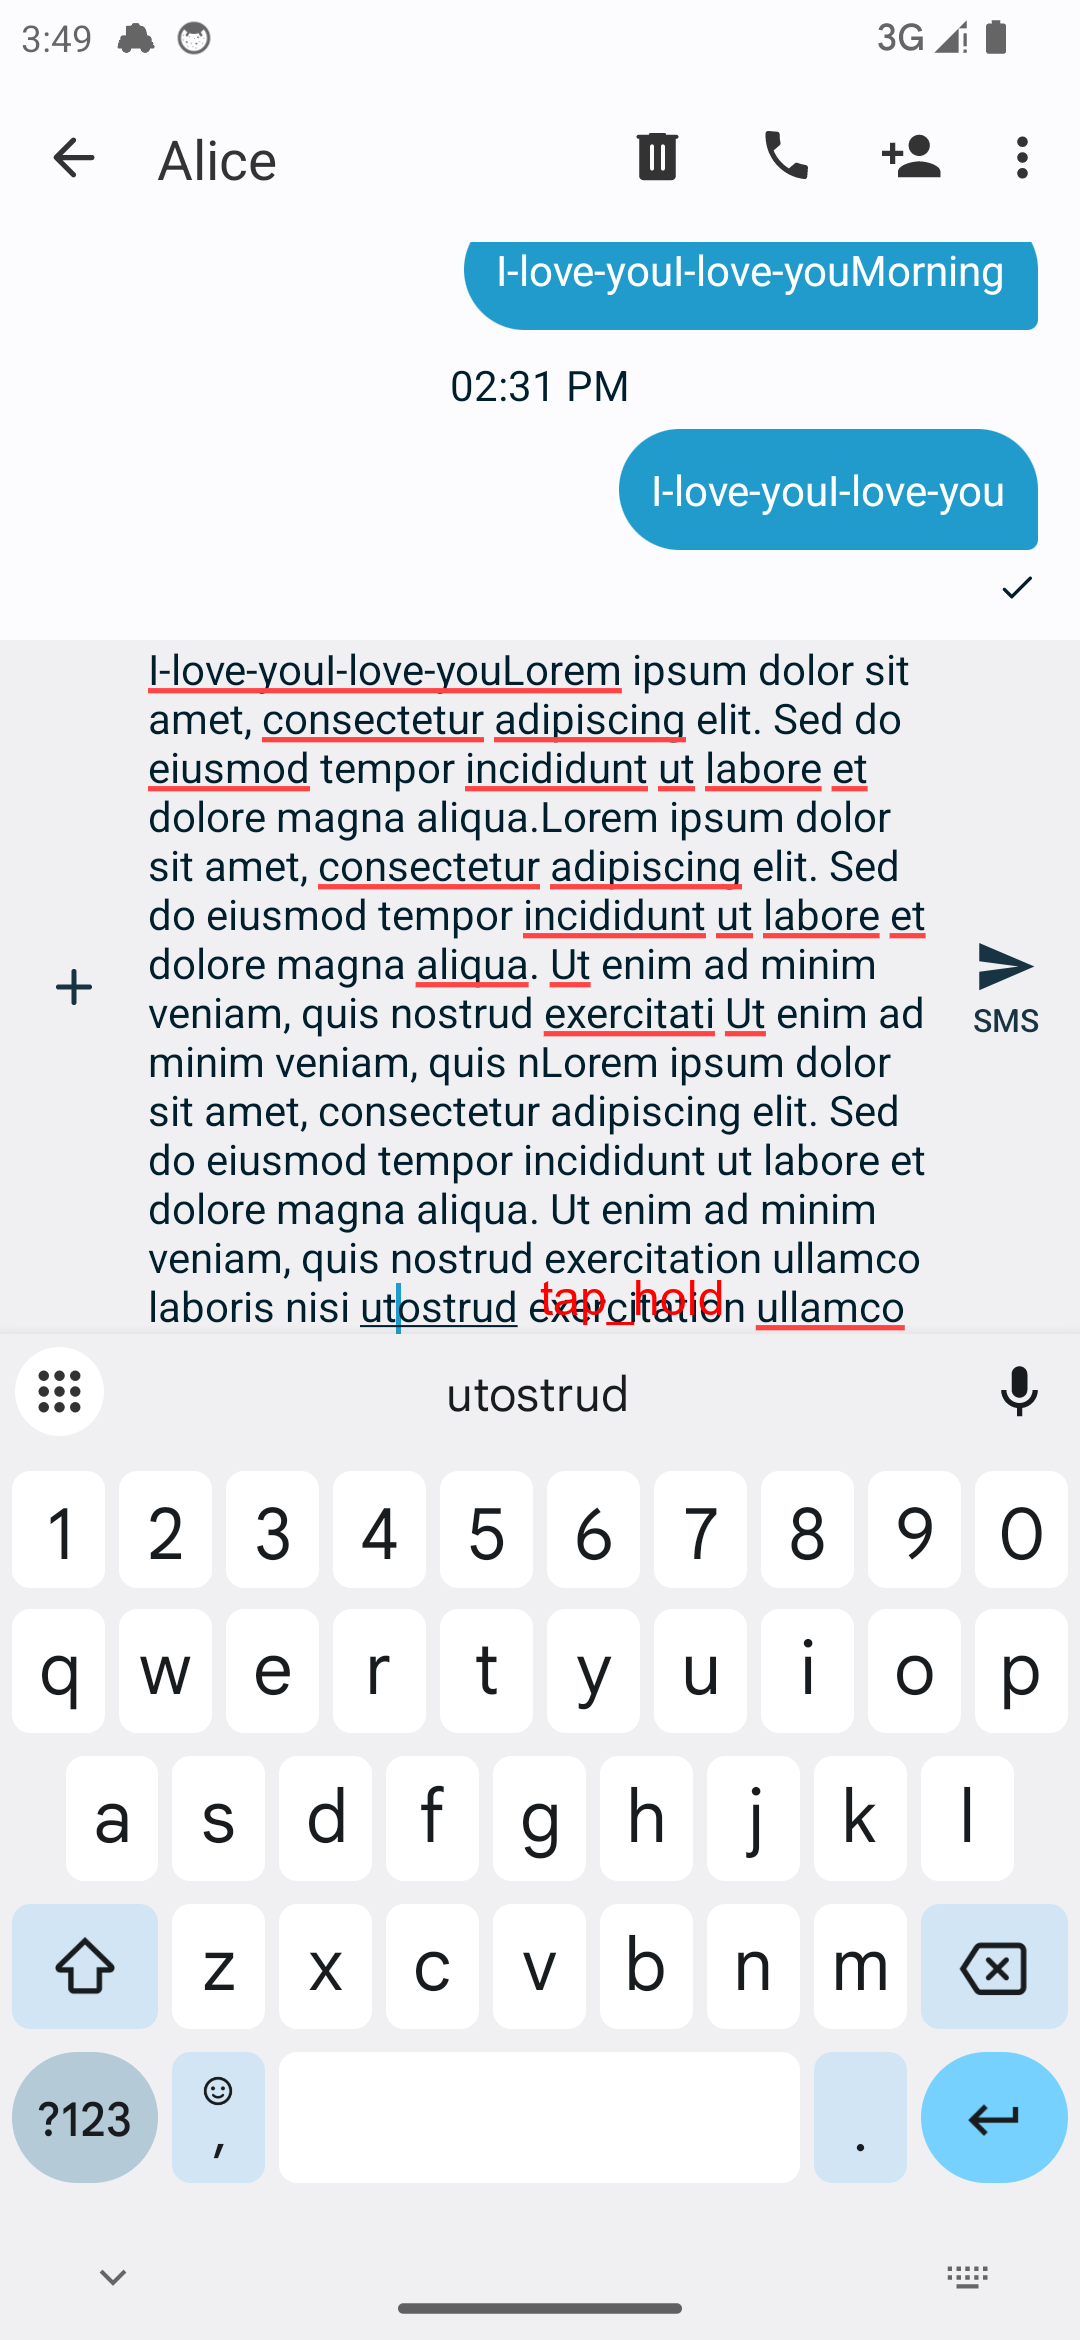 3:49
3G
Alice
I-love-youI-love-youMorning
02:31 PM
I-love-youI-love-you
I-love-youI-love-youLorem ipsum dolor sit
amet, consectetur adipiscing elit. Sed do
eiusmod tempor incididunt ut labore et
dolore magna aliqua.Lorem ipsum dolor
sit amet, consectetur adipiscing elit. Sed
do eiusmod tempor incididunt ut labore et
dolore magna aliqua. Ut enim ad minim
veniam, quis nostrud exercitati Ut enim ad
minim veniam, quis nLorem ipsum dolor
sit amet, consectetur adipiscing elit. Sed
do eiusmod tempor incididunt ut labore et
dolore magna aliqua. Ut enim ad minim
veniam, quis nostrud exercitation ullamco
laboris nisi utostrud exercitation ullamco
tap_hold
SMS
utostrud
1 2 3 4 5 6 7 8 9 0
q w e r t y u i o p
a s d f g h j k l
z x c v b n m
?123 , .